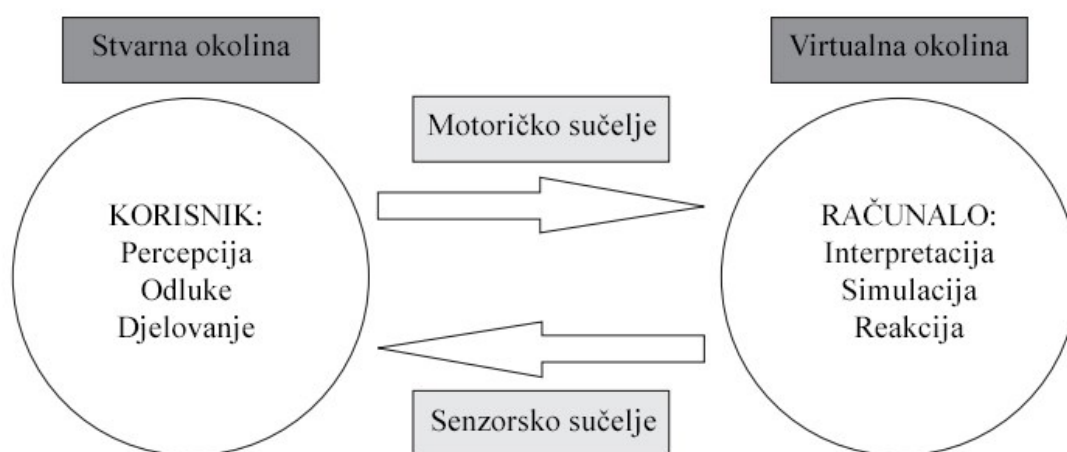 Stvarna okolina
Virtualna okolina
Motoričko sučelje
KORISNIK:
Percepcija
Odluke
Djelovanje
RAČUNALO:
Interpretacija
Simulacija
Reakcija
Senzorsko sučelje